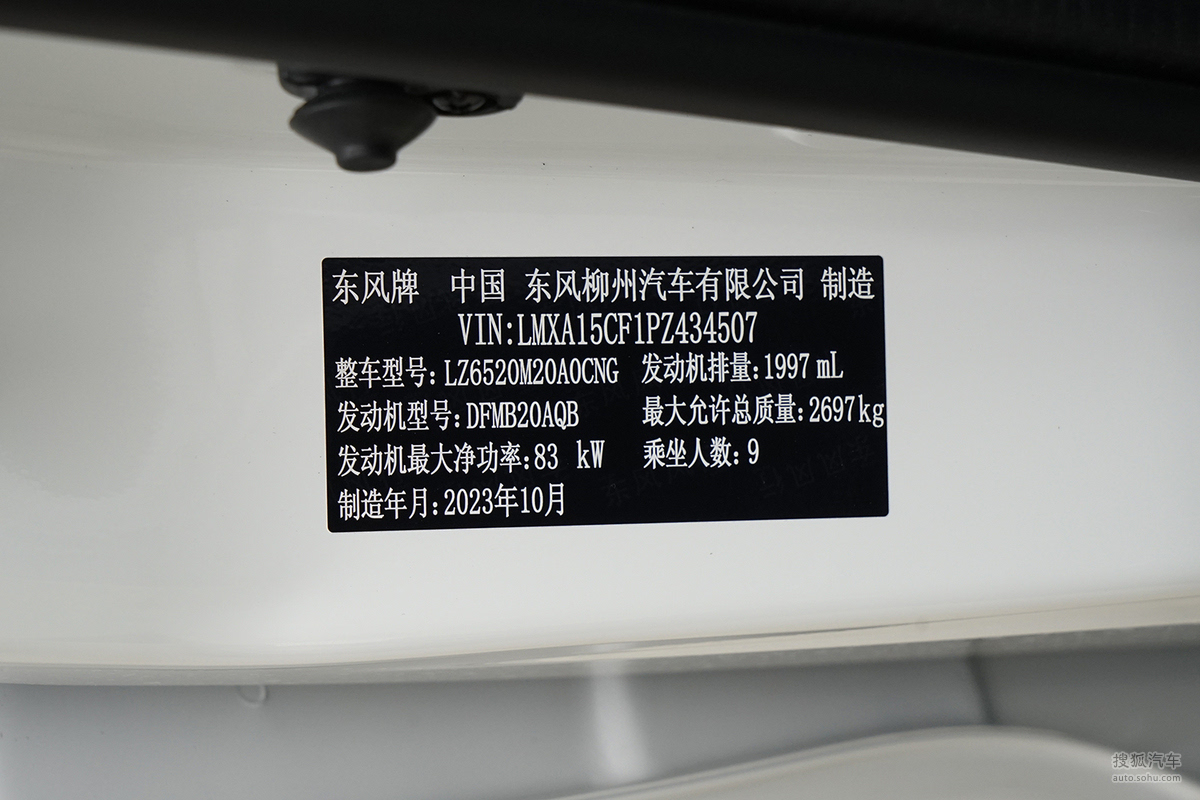 东风牌 中国 东风柳州汽车有限公司 制造
VIN:LMXA15CF1PZ434507
整车型号:LZ6520M20A0CNG 发动机排量:1997 mL
发动机型号:DFMB20AQB 最大允许总质量:2697kg
发动机最大净功率:83 kW 乘坐人数:9
制造年月:2023年10月
搜狐汽车
auto.sohu.com